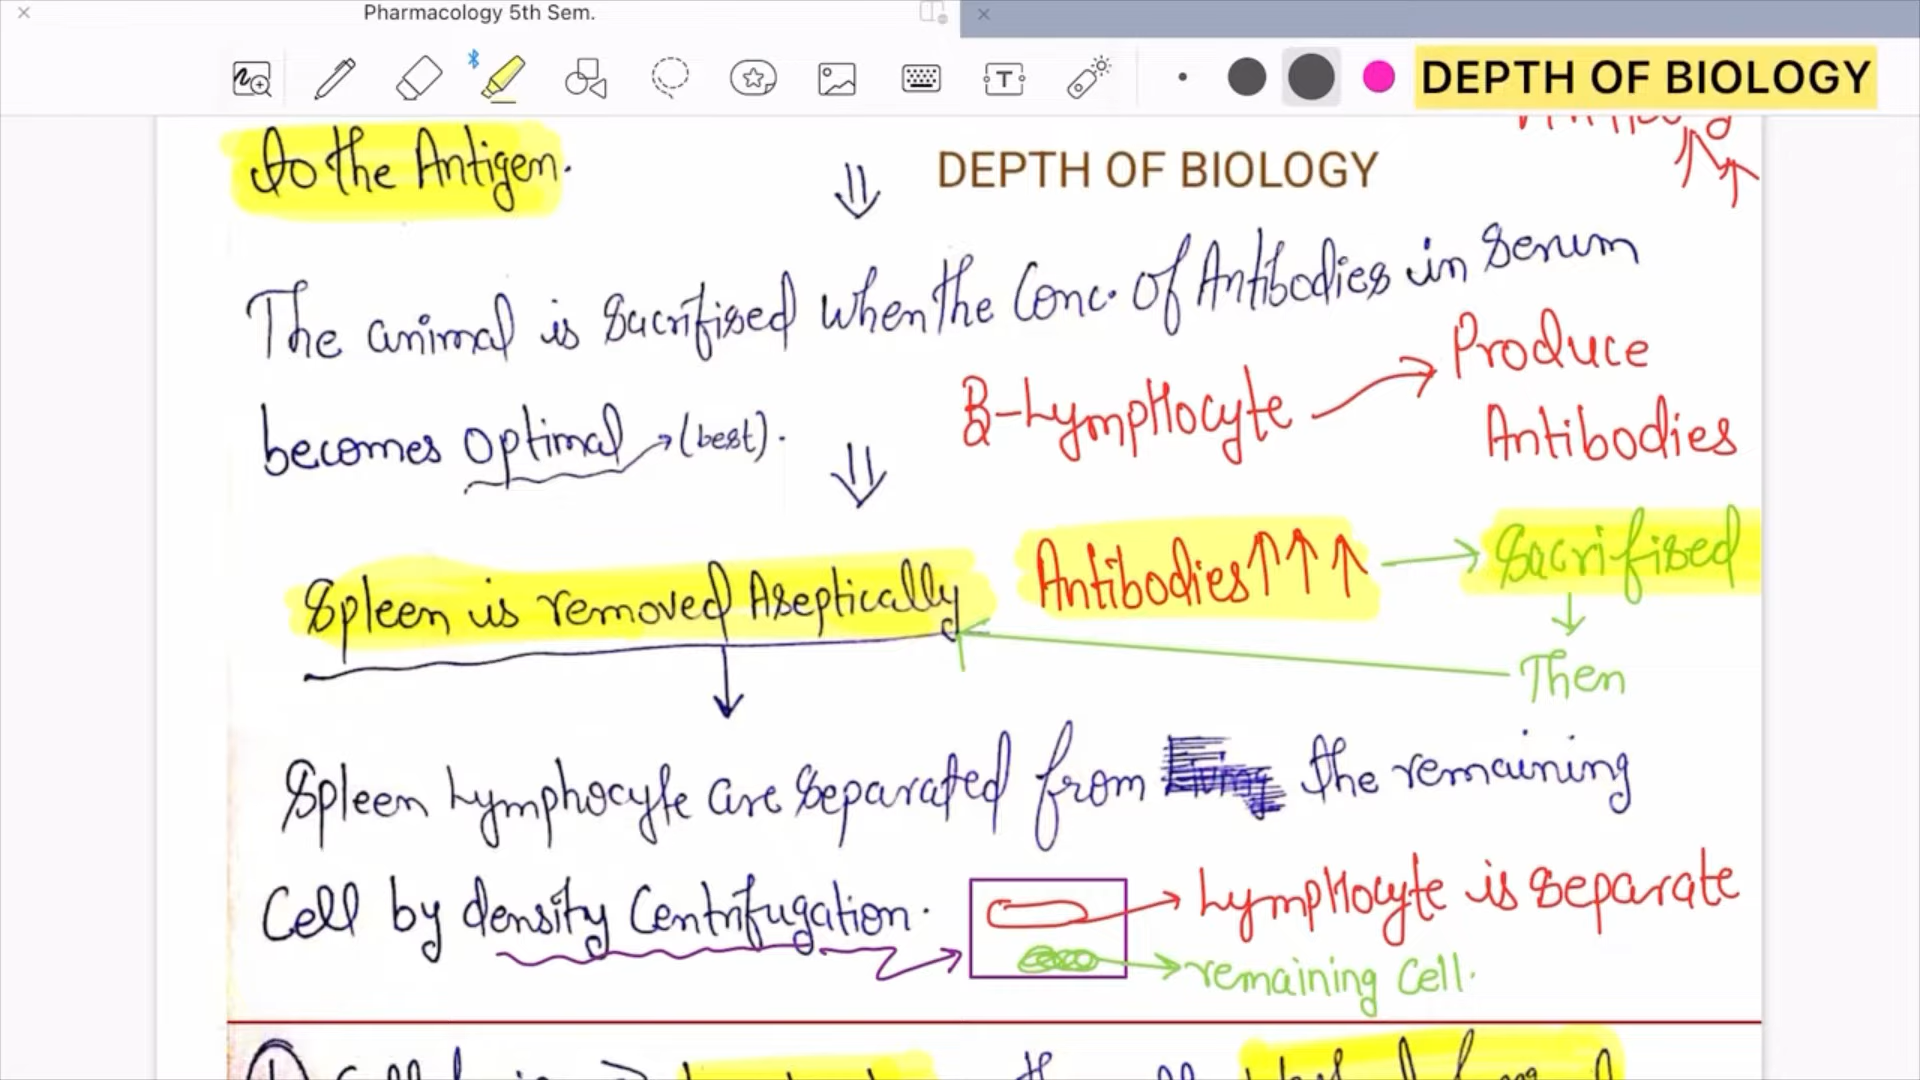 Pharmacology 5th Sem.
DEPTH OF BIOLOGY
to the Antigen.
DEPTH OF BIOLOGY
The animal is Sacrifised when the Conc. of Antibodies in Serum
becomes optimal → (best).
B-Lymphocyte → Produce
Antibodies
Spleen is removed Aseptically
Antibodies ↑↑↑ → Sacrifised
↓
Then
Spleen Lymphocyte are Separated from the remaining
Cell by density Centrifugation.
→ Lymphocyte is Separate
→ remaining Cell.